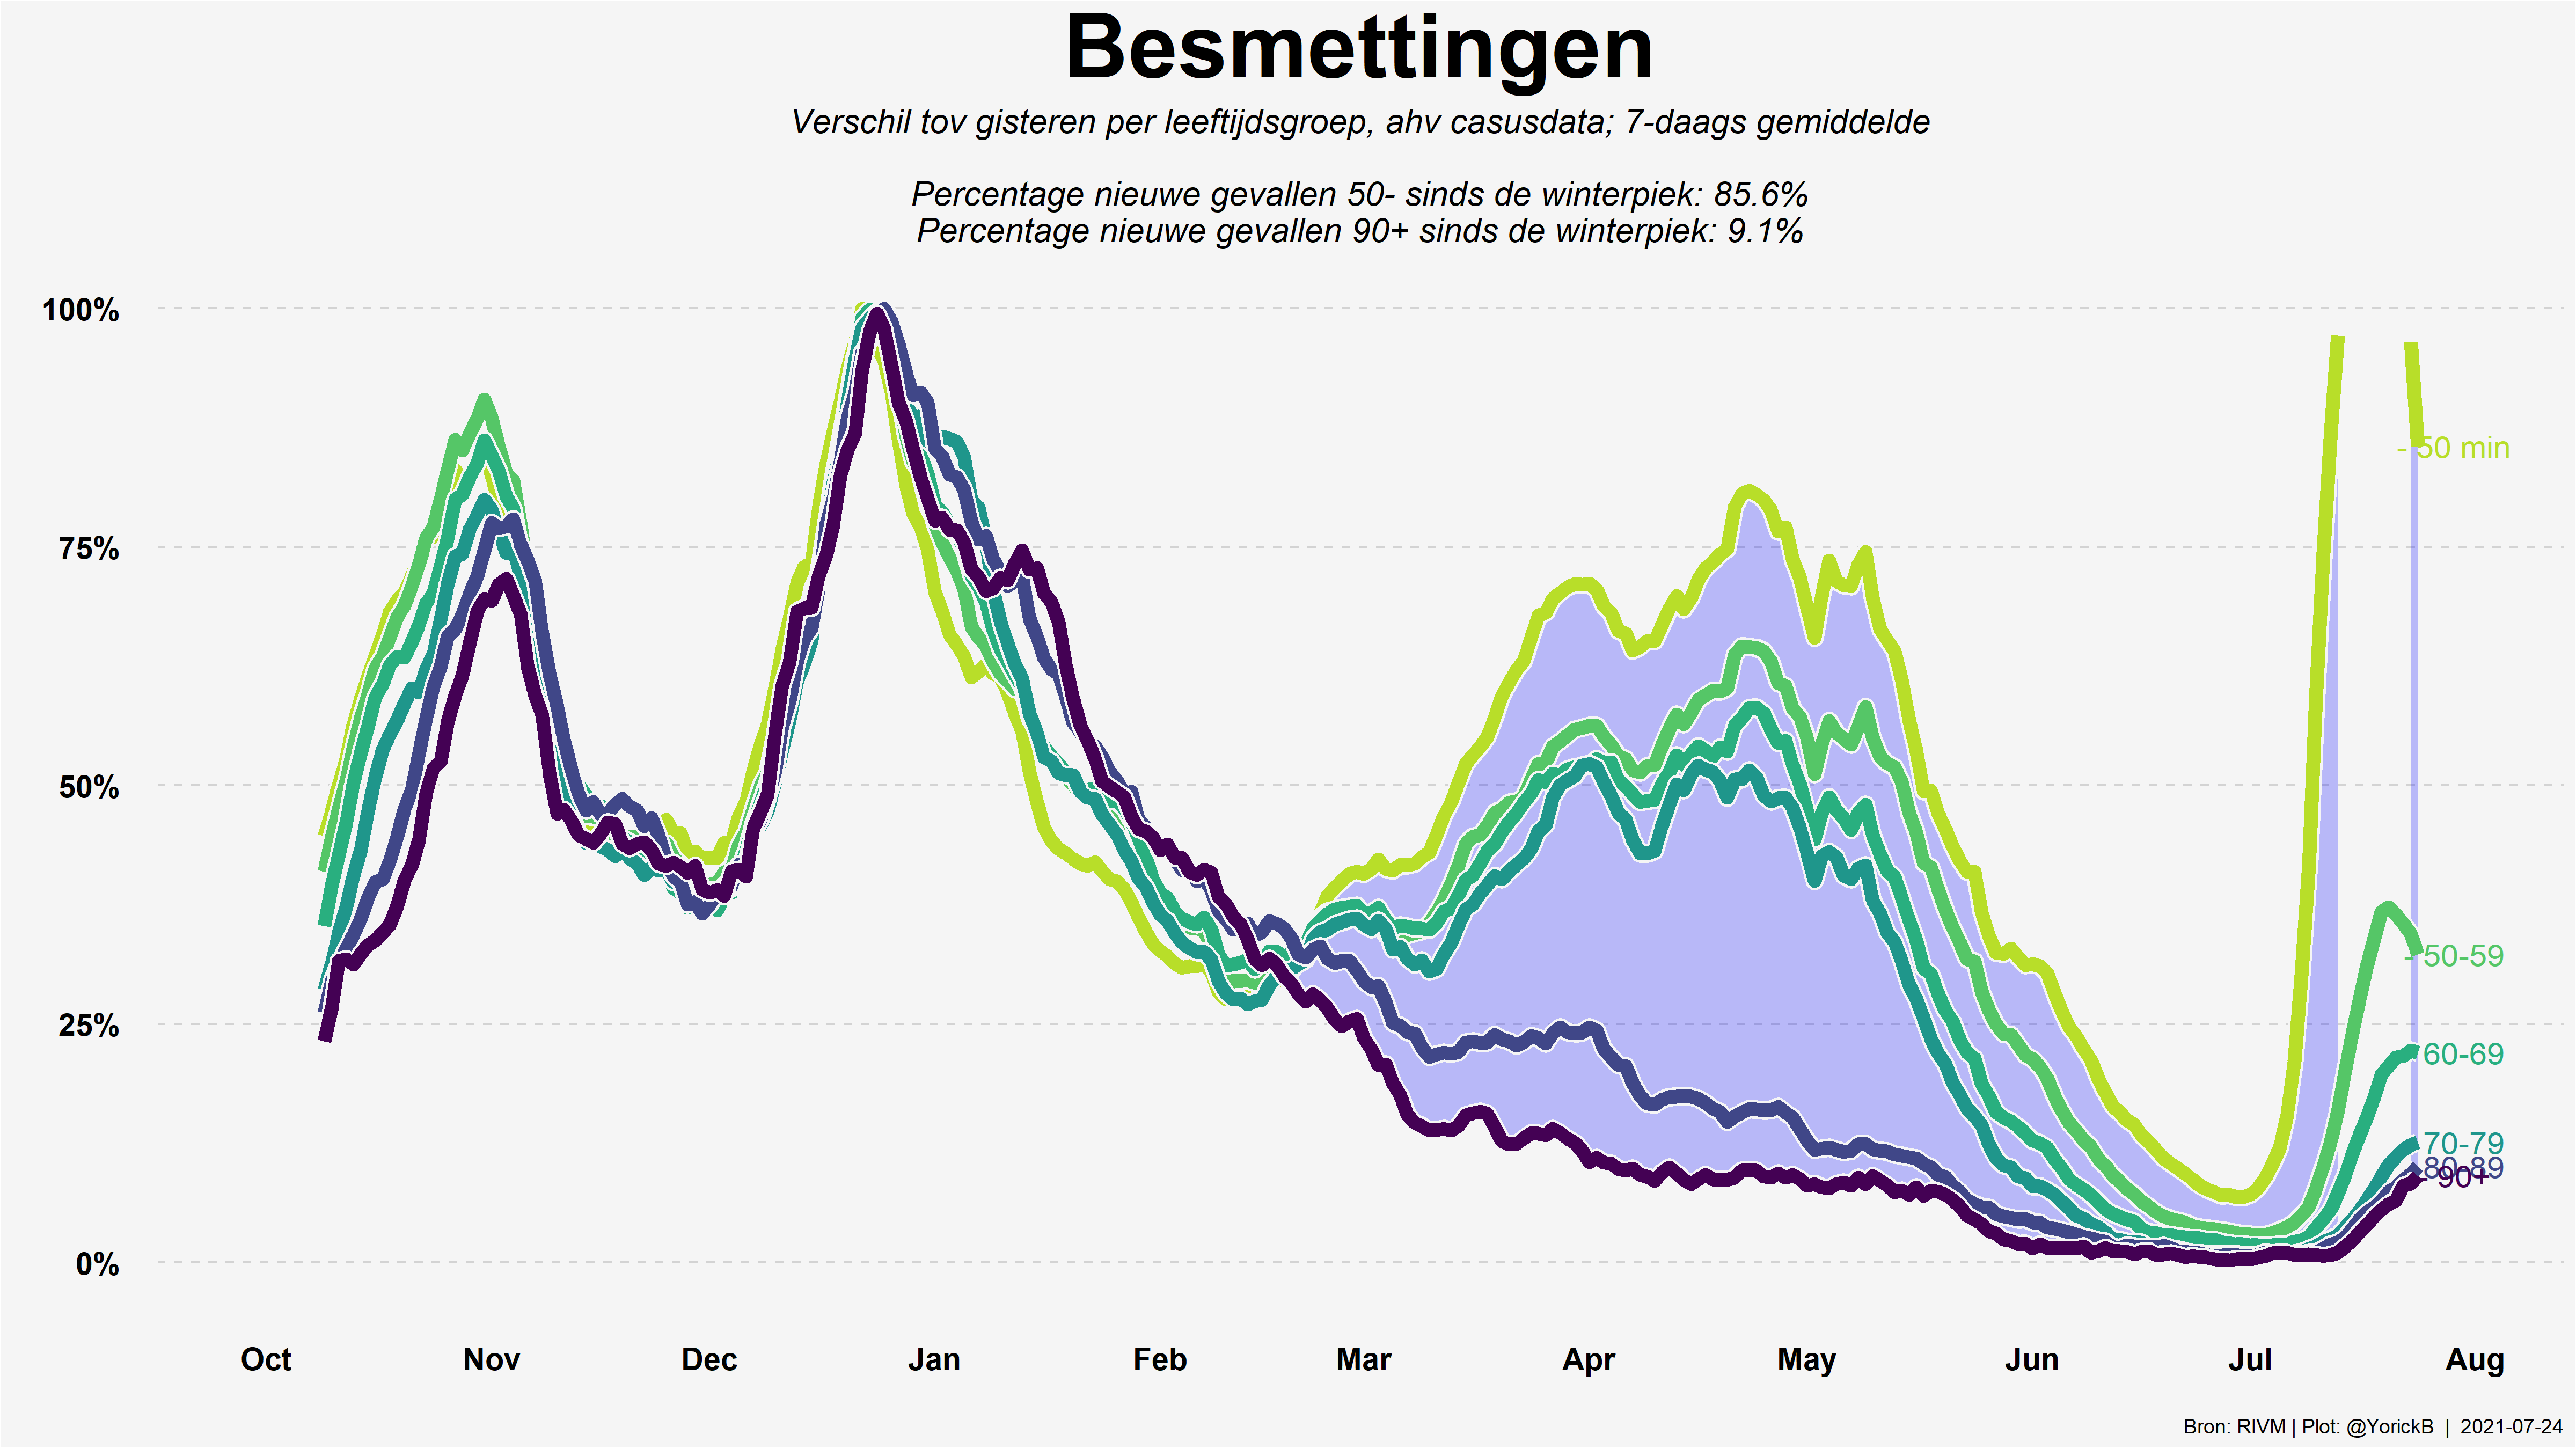 Besmettingen
Verschil tov gisteren per leeftijdsgroep, ahv casusdata; 7-daags gemiddelde
Percentage nieuwe gevallen 50- sinds de winterpiek: 85.6%
Percentage nieuwe gevallen 90+ sinds de winterpiek: 9.1%
100%
75%
50%
25%
0%
- 50 min
- 50-59
60-69
70-79
80-89
- 90+
Oct Nov Dec Jan Feb Mar Apr May Jun Jul Aug
Bron: RIVM | Plot: @YorickB | 2021-07-24